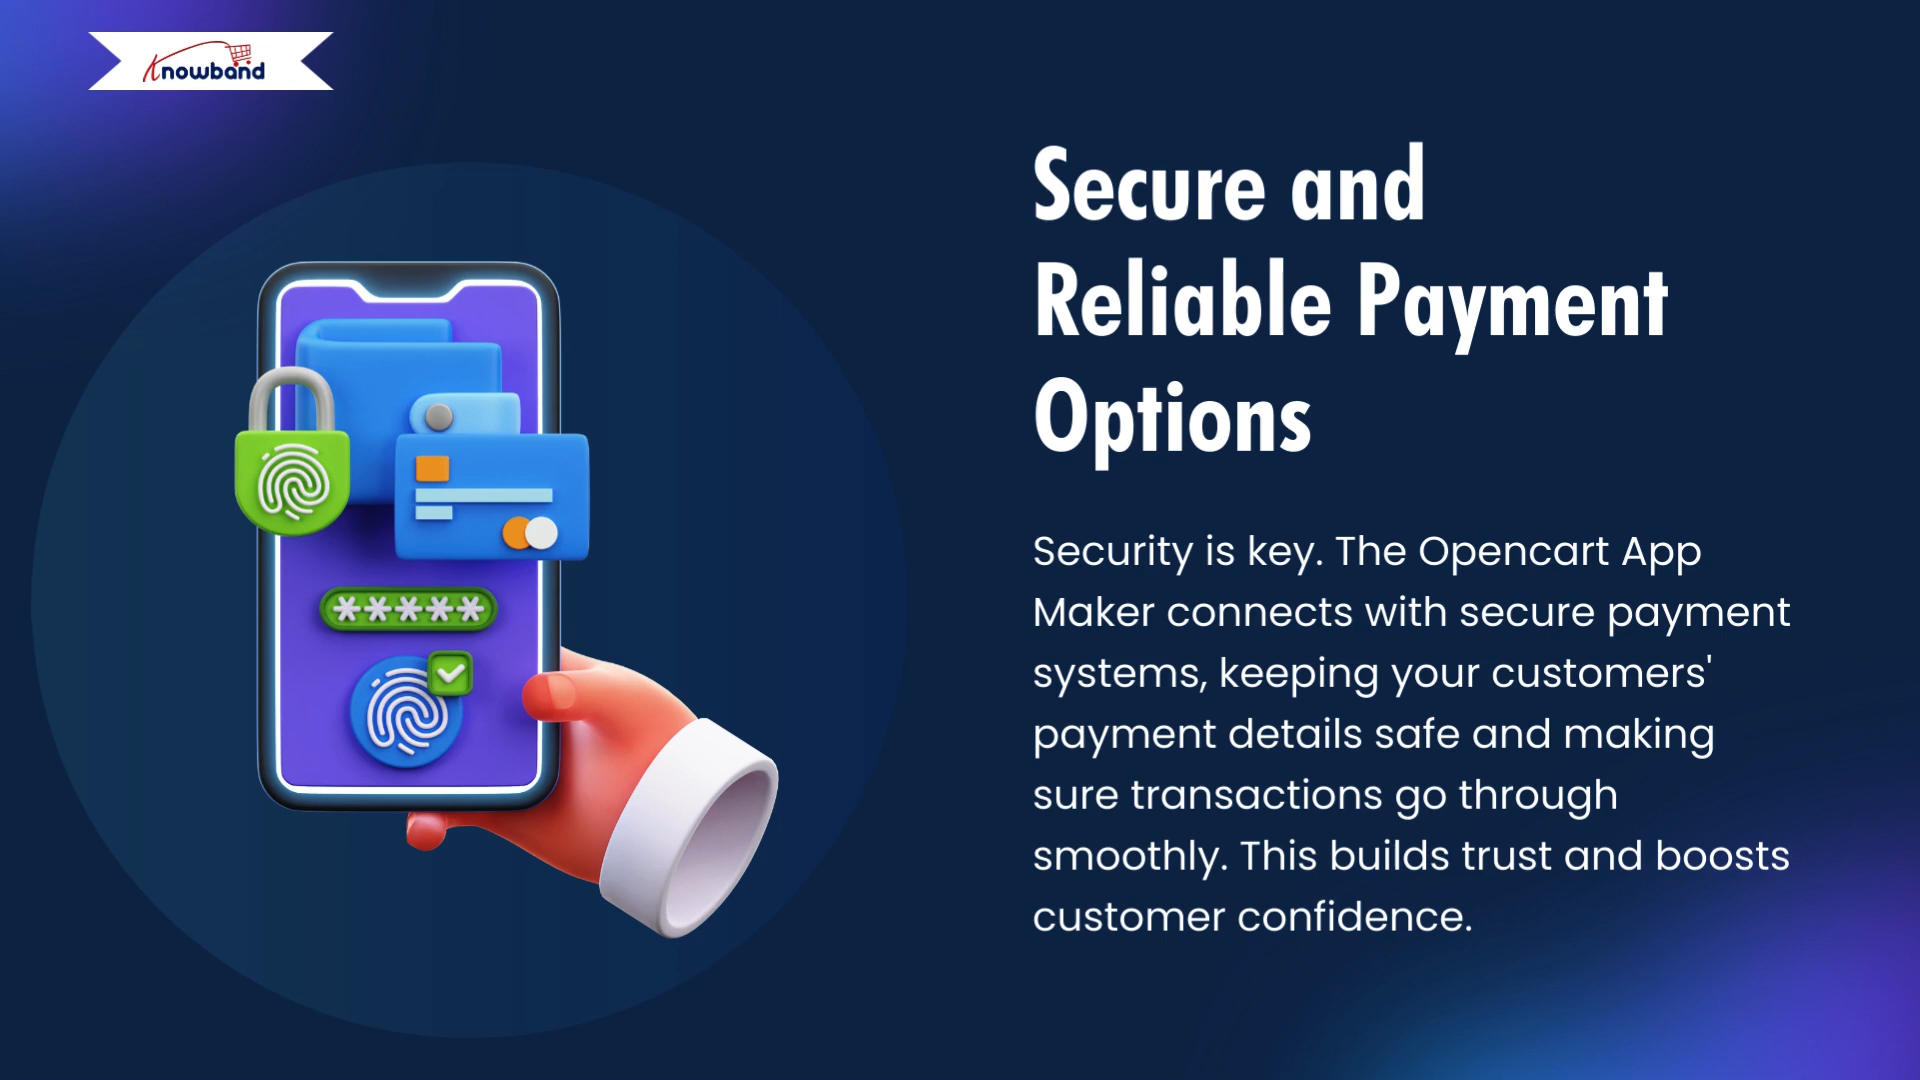 Knowband
Secure and
Reliable Payment
Options
*****
Security is key. The Opencart App
Maker connects with secure payment
systems, keeping your customers'
payment details safe and making
sure transactions go through
smoothly. This builds trust and boosts
customer confidence.